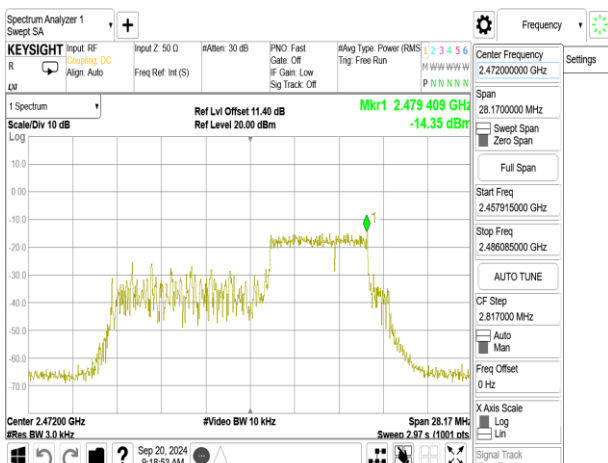 Spectrum Analyzer 1
Swept SA
+
Frequency
KEYSIGHT
R
LXI
Input: RF
Coupling: DC
Align: Auto
Input Z: 50 Ω
Freq Ref: Int (S)
#Atten: 30 dB
PNO: Fast
Gate: Off
IF Gain: Low
Sig Track: Off
#Avg Type: Power (RMS
Trig: Free Run
1 2 3 4 5 6
M W W W W W
P N N N N N
1 Spectrum
Scale/Div 10 dB
Log
Ref Lvl Offset 11.40 dB
Ref Level 20.00 dBm
Mkr1 2.479 409 GHz
-14.35 dBm
10.0
0.00
-10.0
-20.0
-30.0
-40.0
-50.0
-60.0
-70.0
1
Center 2.47200 GHz
#Res BW 3.0 kHz
#Video BW 10 kHz
Span 28.17 MHz
Sweep 2.97 s (1001 pts
Sep 20, 2024
9:18:53 AM
?
Center Frequency
2.472000000 GHz
Span
28.1700000 MHz
Swept Span
Zero Span
Full Span
Start Freq
2.457915000 GHz
Stop Freq
2.486085000 GHz
AUTO TUNE
CF Step
2.817000 MHz
Auto
Man
Freq Offset
0 Hz
X Axis Scale
Log
Lin
Signal Track
Settings